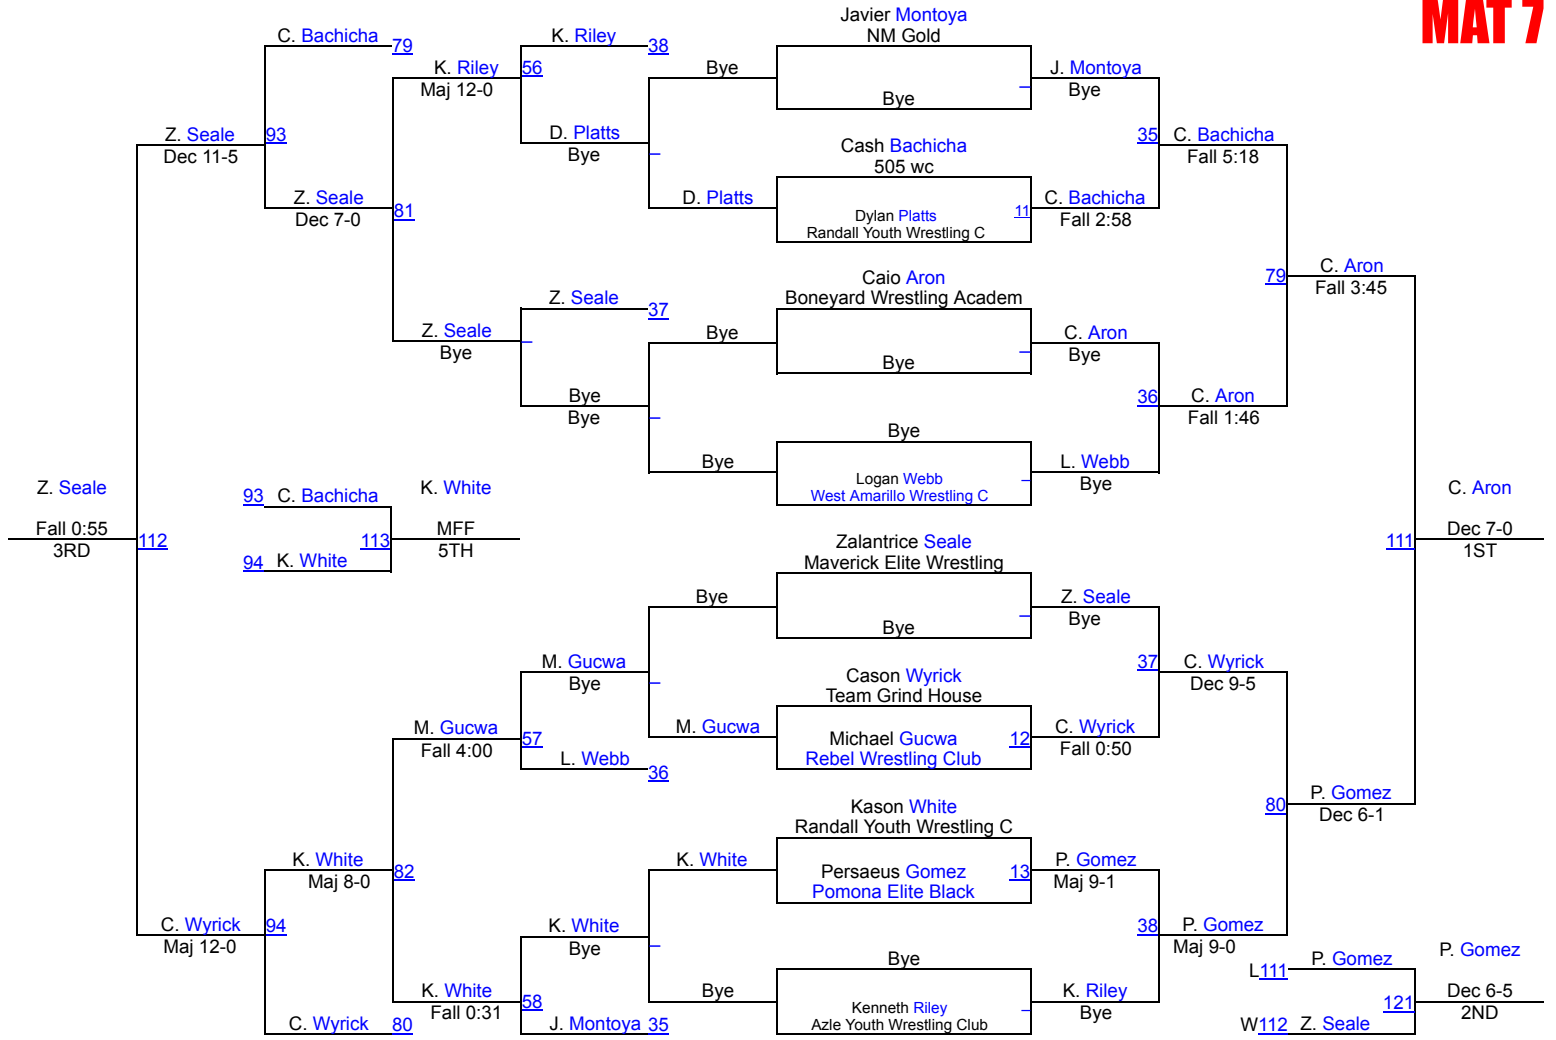 MAT 7
Javier Montoya
NM Gold
C. Bachicha 79
K. Riley 38
K. Riley 56
Maj 12-0
Bye
J. Montoya
Bye
Bye
Z. Seale 93
Dec 11-5
D. Platts
Bye
Cash Bachicha
505 wc
35 C. Bachicha
Fall 5:18
Z. Seale 81
Dec 7-0
D. Platts
Dylan Platts 11
Randall Youth Wrestling C
C. Bachicha
Fall 2:58
Caio Aron
Boneyard Wrestling Academ
79 C. Aron
Fall 3:45
Z. Seale 37
Z. Seale
Bye
Bye
Bye
C. Aron
Bye
Bye
Bye
36 C. Aron
Fall 1:46
Bye
Bye
Logan Webb
West Amarillo Wrestling C
L. Webb
Bye
Z. Seale
Fall 0:55
3RD
112
93 C. Bachicha
94 K. White
113
K. White
MFF
5TH
C. Aron
111 Dec 7-0
1ST
Zalantrice Seale
Maverick Elite Wrestling
Bye
Bye
Z. Seale
Bye
M. Gucwa
Bye
Cason Wyrick
Team Grind House
37 C. Wyrick
Dec 9-5
M. Gucwa 57
Fall 4:00
M. Gucwa
Michael Gucwa 12
Rebel Wrestling Club
C. Wyrick
Fall 0:50
L. Webb 36
Kason White
Randall Youth Wrestling C
80 P. Gomez
Dec 6-1
K. White 82
Maj 8-0
K. White
Persaeus Gomez 13
Pomona Elite Black
P. Gomez
Maj 9-1
C. Wyrick 94
Maj 12-0
K. White
Bye
38 P. Gomez
Maj 9-0
Bye
K. White 58
Fall 0:31
Bye
Kenneth Riley
Azle Youth Wrestling Club
K. Riley
Bye
C. Wyrick 80
J. Montoya 35
L111 P. Gomez
W112 Z. Seale
121
P. Gomez
Dec 6-5
2ND